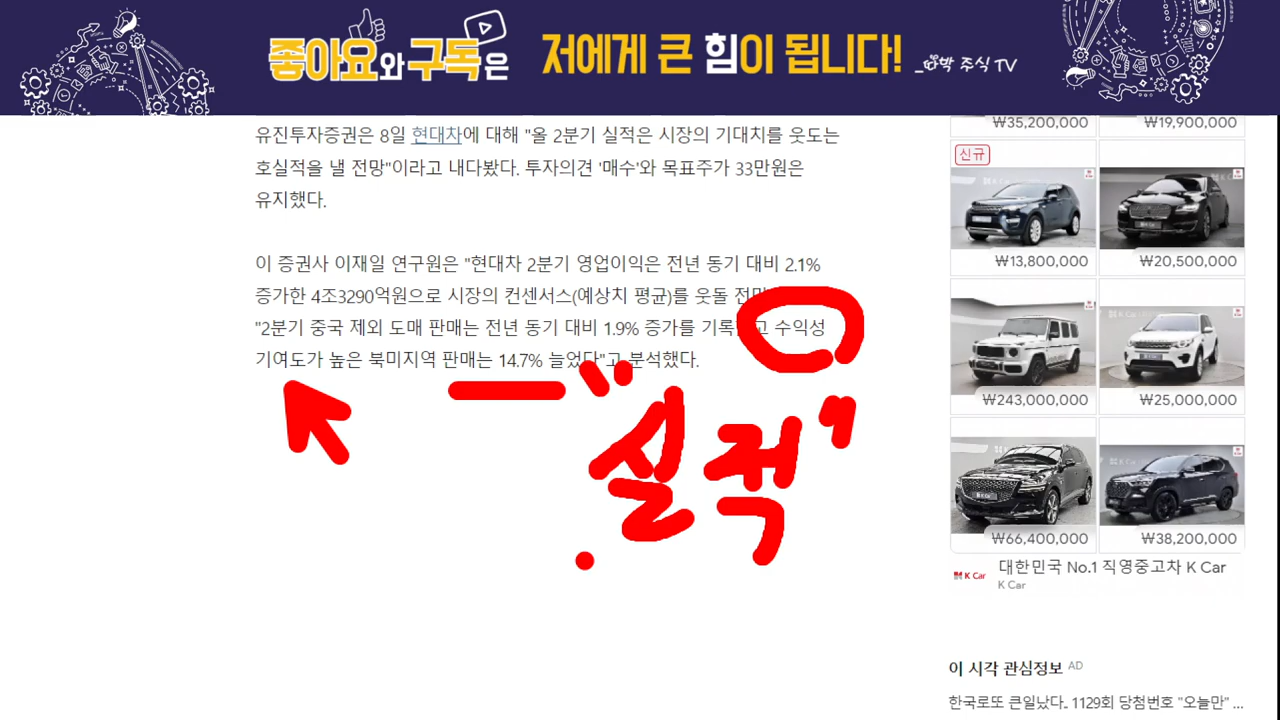 좋아요와 구독은 저에게 큰 힘이 됩니다!
박 주식 TV
유진투자증권은 8일 현대차에 대해 "올 2분기 실적은 시장의 기대치를 웃도는
호실적을 낼 전망"이라고 내다봤다. 투자의견 '매수'와 목표주가 33만원은
유지했다.
이 증권사 이재일 연구원은 "현대차 2분기 영업이익은 전년 동기 대비 2.1%
증가한 4조3290억원으로 시장의 컨센서스(예상치 평균)를 웃돌 전망
"2분기 중국 제외 도매 판매는 전년 동기 대비 1.9% 증가를 기록 수익성
기여도가 높은 북미지역 판매는 14.7% 늘었다"고 분석했다.
"실적"
₩35,200,000 ₩19,900,000
신규
₩13,800,000 ₩20,500,000
₩243,000,000 ₩25,000,000
₩66,400,000 ₩38,200,000
K Car 대한민국 No.1 직영중고차 K Car
K Car
이 시각 관심정보 AD
한국로또 큰일났다.. 1129회 당첨번호 "오늘만" ...